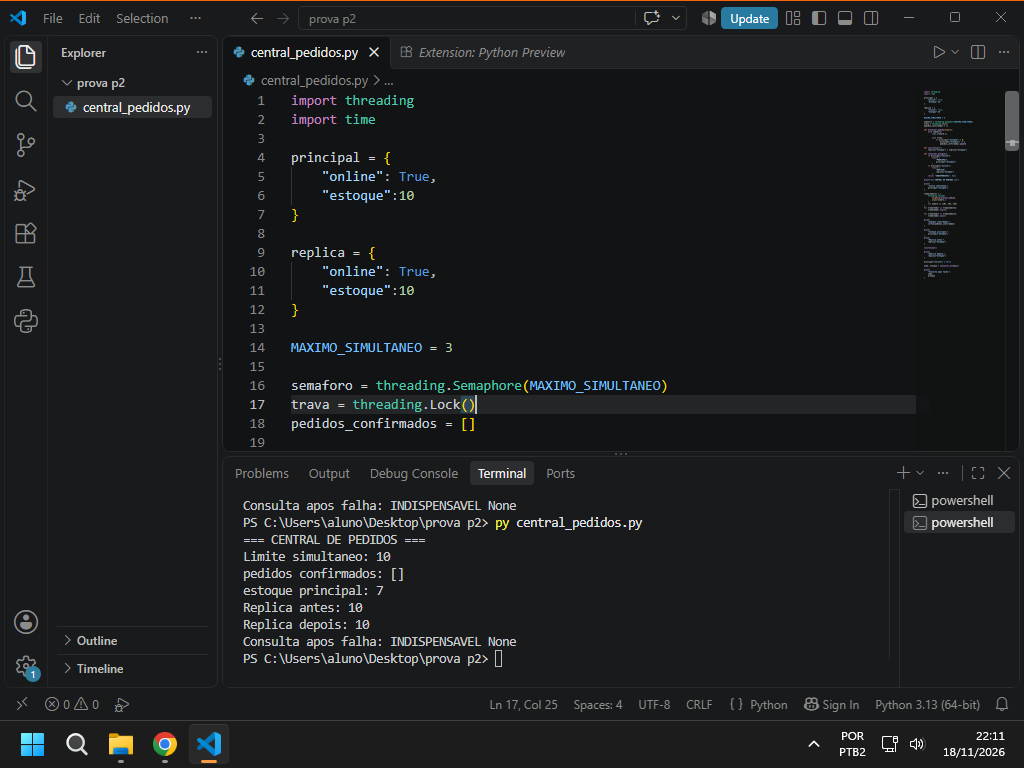 File Edit Selection ... prova p2 Update
Explorer ...
prova p2
central_pedidos.py
Outline
Timeline
central_pedidos.py Extension: Python Preview
central_pedidos.py > ...
1 import threading
2 import time
3
4 principal = {
5 "online": True,
6 "estoque":10
7 }
8
9 replica = {
10 "online": True,
11 "estoque":10
12 }
13
14 MAXIMO_SIMULTANEO = 3
15
16 semaforo = threading.Semaphore(MAXIMO_SIMULTANEO)
17 trava = threading.Lock()
18 pedidos_confirmados = []
19
Problems Output Debug Console Terminal Ports
Consulta apos falha: INDISPENSAVEL None
PS C:\Users\aluno\Desktop\prova p2> py central_pedidos.py
=== CENTRAL DE PEDIDOS ===
Limite simultaneo: 10
pedidos confirmados: []
estoque principal: 7
Replica antes: 10
Replica depois: 10
Consulta apos falha: INDISPENSAVEL None
PS C:\Users\aluno\Desktop\prova p2>
powershell
powershell
1
0 0 Ln 17, Col 25 Spaces: 4 UTF-8 CRLF { } Python Sign In Python 3.13 (64-bit)
POR
PTB2
22:11
18/11/2026